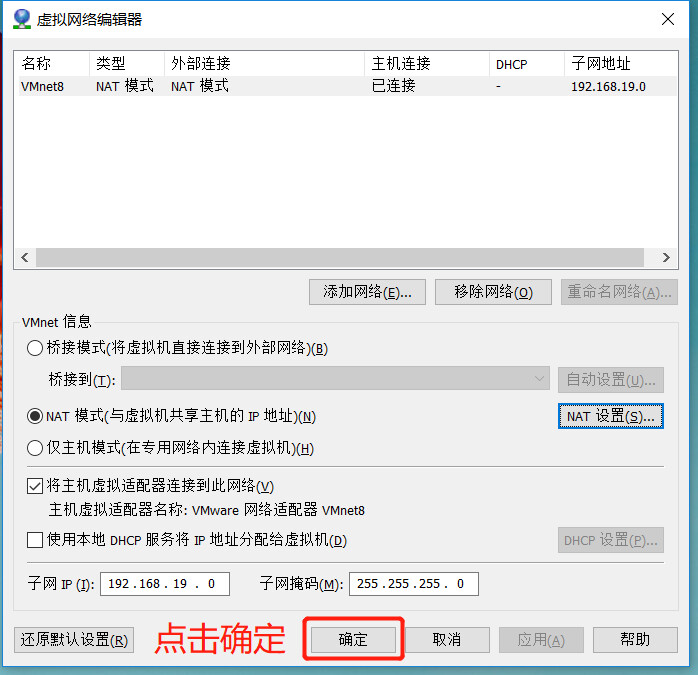 虚拟网络编辑器
名称 类型 外部连接 主机连接 DHCP 子网地址
VMnet8 NAT 模式 NAT 模式 已连接 - 192.168.19.0
添加网络(E)... 移除网络(O) 重命名网络(A)...
VMnet 信息
桥接模式(将虚拟机直接连接到外部网络)(B)
桥接到(T): 自动设置(U)...
NAT 模式(与虚拟机共享主机的 IP 地址)(N) NAT 设置(S)...
仅主机模式(在专用网络内连接虚拟机)(H)
将主机虚拟适配器连接到此网络(V)
主机虚拟适配器名称: VMware 网络适配器 VMnet8
使用本地 DHCP 服务将 IP 地址分配给虚拟机(D) DHCP 设置(P)...
子网 IP (I): 192.168. 19 . 0 子网掩码(M): 255.255.255. 0
还原默认设置(R) 点击确定 确定 取消 应用(A) 帮助